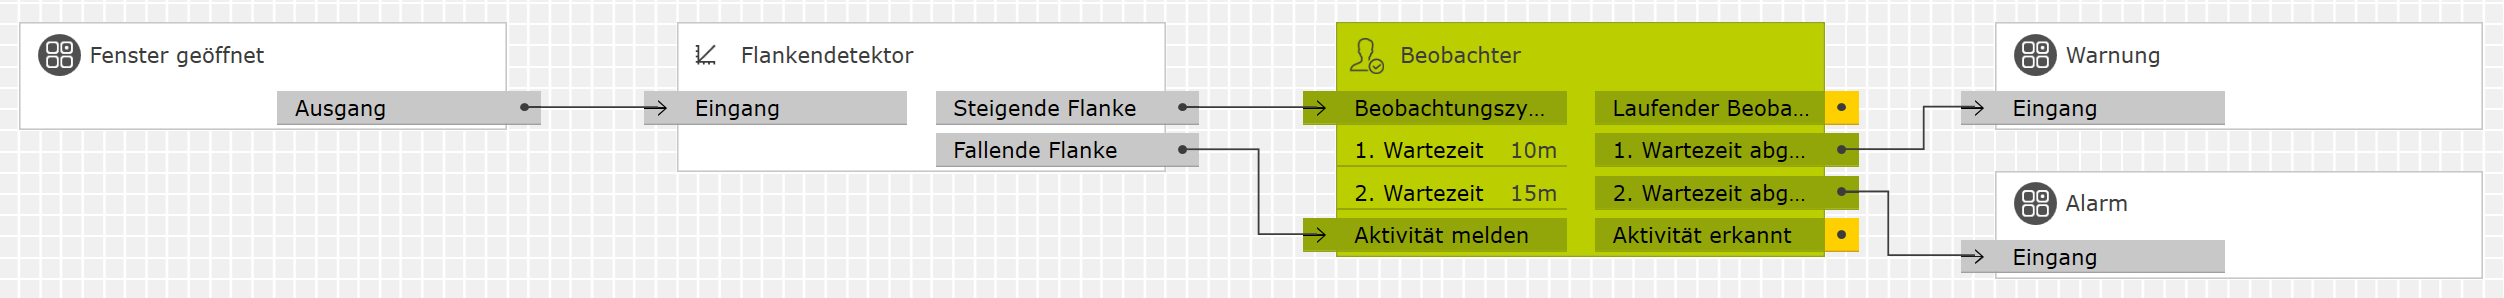 Fenster geöffnet
Ausgang
Flankendetektor
Eingang
Steigende Flanke
Fallende Flanke
Beobachter
Beobachtungszy...
1. Wartezeit 10m
2. Wartezeit 15m
Aktivität melden
Laufender Beoba...
1. Wartezeit abg...
2. Wartezeit abg...
Aktivität erkannt
Warnung
Eingang
Alarm
Eingang